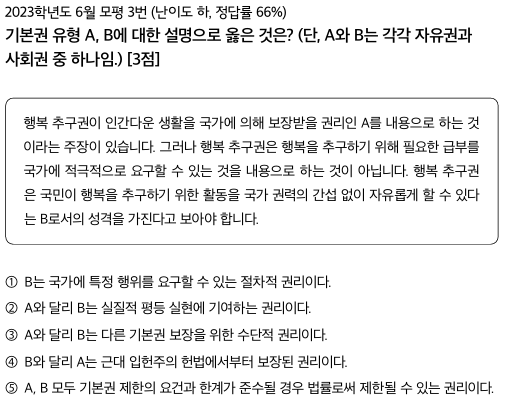 2023학년도 6월 모평 3번 (난이도 하, 정답률 66%)
기본권 유형 A, B에 대한 설명으로 옳은 것은? (단, A와 B는 각각 자유권과
사회권 중 하나임.) [3점]
행복 추구권이 인간다운 생활을 국가에 의해 보장받을 권리인 A를 내용으로 하는 것
이라는 주장이 있습니다. 그러나 행복 추구권은 행복을 추구하기 위해 필요한 급부를
국가에 적극적으로 요구할 수 있는 것을 내용으로 하는 것이 아닙니다. 행복 추구권
은 국민이 행복을 추구하기 위한 활동을 국가 권력의 간섭 없이 자유롭게 할 수 있다
는 B로서의 성격을 가진다고 보아야 합니다.
① B는 국가에 특정 행위를 요구할 수 있는 절차적 권리이다.
② A와 달리 B는 실질적 평등 실현에 기여하는 권리이다.
③ A와 달리 B는 다른 기본권 보장을 위한 수단적 권리이다.
④ B와 달리 A는 근대 입헌주의 헌법에서부터 보장된 권리이다.
⑤ A, B 모두 기본권 제한의 요건과 한계가 준수될 경우 법률로써 제한될 수 있는 권리이다.